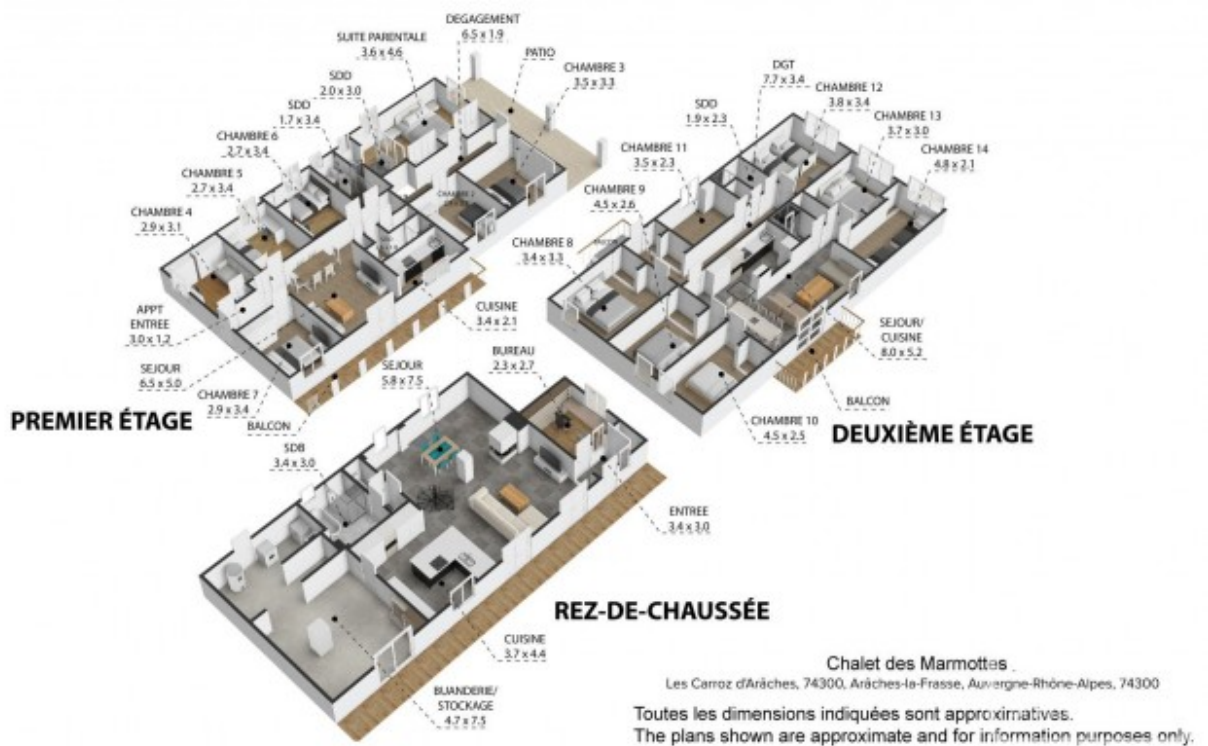 DEGAGEMENT
6.5 x 1.9
SUITE PARENTALE
3.6 x 4.6
PATIO
SDD
2.0 x 3.0
CHAMBRE 3
3.5 x 3.3
SDD
1.7 x 3.4
CHAMBRE 6
2.7 x 3.4
CHAMBRE 5
2.7 x 3.4
CHAMBRE 4
2.9 x 3.1
CHAMBRE 2
APPT
ENTREE
3.0 x 1.2
CUISINE
3.4 x 2.1
SEJOUR
6.5 x 5.0
CHAMBRE 7
2.9 x 3.4
BALCON
PREMIER ÉTAGE
DGT
7.7 x 3.4
CHAMBRE 12
3.8 x 3.4
SDD
1.9 x 2.3
CHAMBRE 13
3.7 x 3.0
CHAMBRE 11
3.5 x 2.3
CHAMBRE 14
4.8 x 2.1
CHAMBRE 9
4.5 x 2.6
CHAMBRE 8
3.4 x 3.3
SEJOUR/
CUISINE
8.0 x 5.2
BALCON
CHAMBRE 10
4.5 x 2.5
DEUXIÈME ÉTAGE
SEJOUR
5.8 x 7.5
BUREAU
2.3 x 2.7
SDB
3.4 x 3.0
ENTREE
3.4 x 3.0
REZ-DE-CHAUSSÉE
CUISINE
3.7 x 4.4
BUANDERIE/
STOCKAGE
4.7 x 7.5
Chalet des Marmottes
Les Carroz d'Arâches, 74300, Arâches-la-Frasse, Auvergne-Rhône-Alpes, 74300
Toutes les dimensions indiquées sont approximatives.
The plans shown are approximate and for information purposes only.